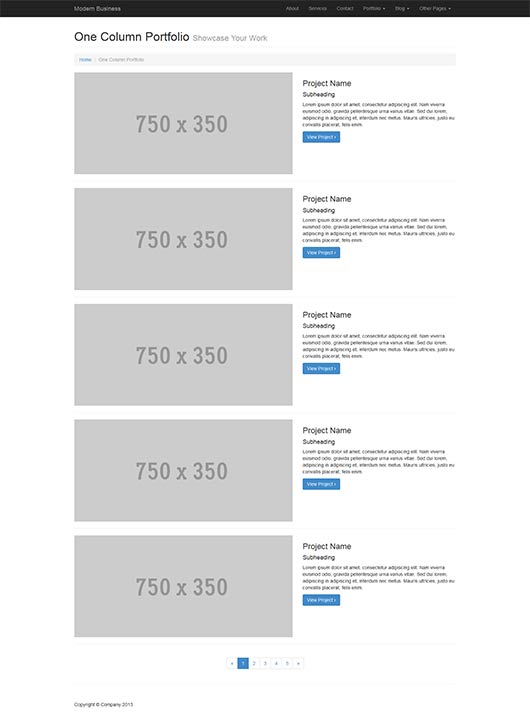 Modern Business About Services Contact Portfolio Blog Other Pages
One Column Portfolio Showcase Your Work
Home / One Column Portfolio
750 x 350
Project Name
Subheading
Lorem ipsum dolor sit amet, consectetur adipiscing elit. Nam viverra
euismod odio, gravida pellentesque urna varius vitae. Sed dui lorem,
adipiscing in adipiscing et, interdum nec metus. Mauris ultricies, justo eu
convallis placerat, felis enim.
View Project ›
750 x 350
Project Name
Subheading
Lorem ipsum dolor sit amet, consectetur adipiscing elit. Nam viverra
euismod odio, gravida pellentesque urna varius vitae. Sed dui lorem,
adipiscing in adipiscing et, interdum nec metus. Mauris ultricies, justo eu
convallis placerat, felis enim.
View Project ›
750 x 350
Project Name
Subheading
Lorem ipsum dolor sit amet, consectetur adipiscing elit. Nam viverra
euismod odio, gravida pellentesque urna varius vitae. Sed dui lorem,
adipiscing in adipiscing et, interdum nec metus. Mauris ultricies, justo eu
convallis placerat, felis enim.
View Project ›
750 x 350
Project Name
Subheading
Lorem ipsum dolor sit amet, consectetur adipiscing elit. Nam viverra
euismod odio, gravida pellentesque urna varius vitae. Sed dui lorem,
adipiscing in adipiscing et, interdum nec metus. Mauris ultricies, justo eu
convallis placerat, felis enim.
View Project ›
750 x 350
Project Name
Subheading
Lorem ipsum dolor sit amet, consectetur adipiscing elit. Nam viverra
euismod odio, gravida pellentesque urna varius vitae. Sed dui lorem,
adipiscing in adipiscing et, interdum nec metus. Mauris ultricies, justo eu
convallis placerat, felis enim.
View Project ›
« 1 2 3 4 5 »
Copyright © Company 2013